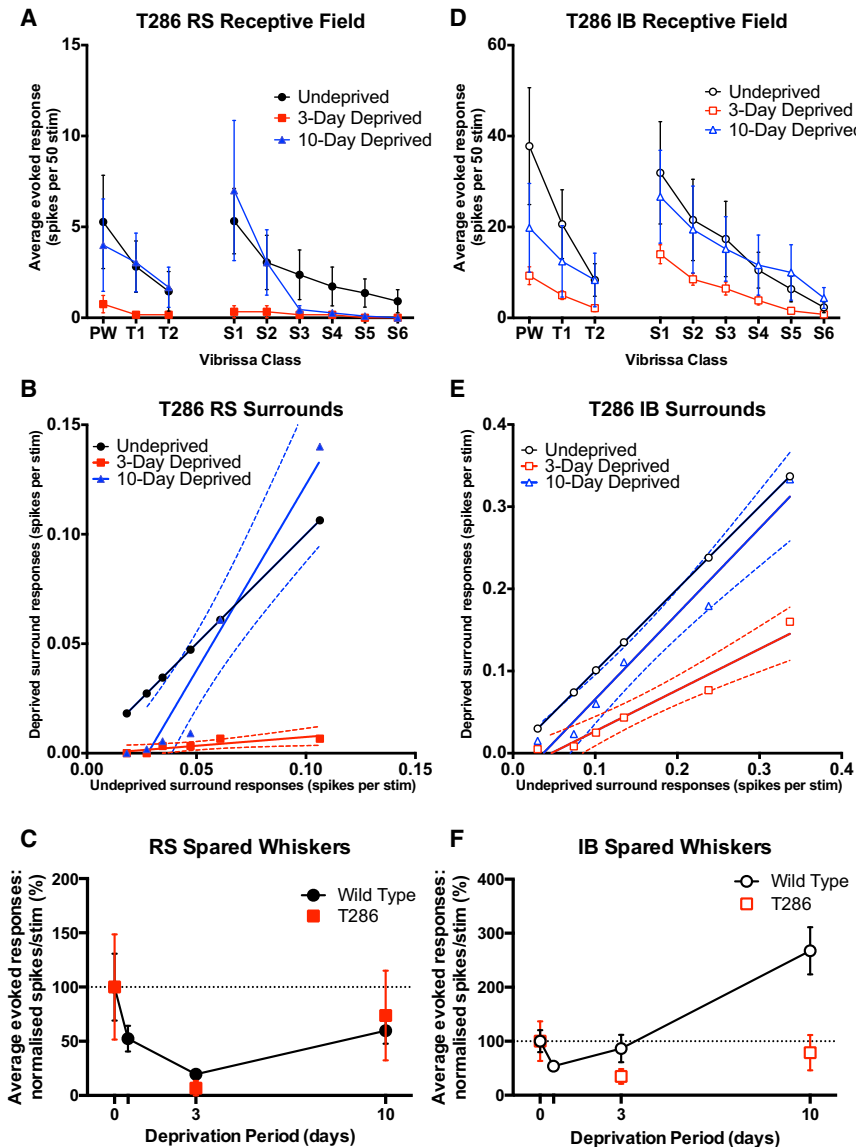 A
T286 RS Receptive Field
15
10
5
0
Average evoked response
(spikes per 50 stim)
Undeprived
3-Day Deprived
10-Day Deprived
PW T1 T2 S1 S2 S3 S4 S5 S6
Vibrissa Class
D
T286 IB Receptive Field
60
40
20
0
Average evoked response
(spikes per 50 stim)
Undeprived
3-Day Deprived
10-Day Deprived
PW T1 T2 S1 S2 S3 S4 S5 S6
Vibrissa Class
B
T286 RS Surrounds
0.15
0.10
0.05
0.00
Deprived surround responses (spikes per stim)
Undeprived
3-Day Deprived
10-Day Deprived
0.00 0.05 0.10 0.15
Undeprived surround responses (spikes per stim)
E
T286 IB Surrounds
0.4
0.3
0.2
0.1
0.0
Deprived surround responses (spikes per stim)
Undeprived
3-Day Deprived
10-Day Deprived
0.0 0.1 0.2 0.3 0.4
Undeprived surround responses (spikes per stim)
C
RS Spared Whiskers
200
150
100
50
0
Average evoked responses:
normalised spikes/stim (%)
Wild Type
T286
0 3 10
Deprivation Period (days)
F
IB Spared Whiskers
400
300
200
100
0
Average evoked responses:
normalised spikes/stim (%)
Wild Type
T286
0 3 10
Deprivation Period (days)